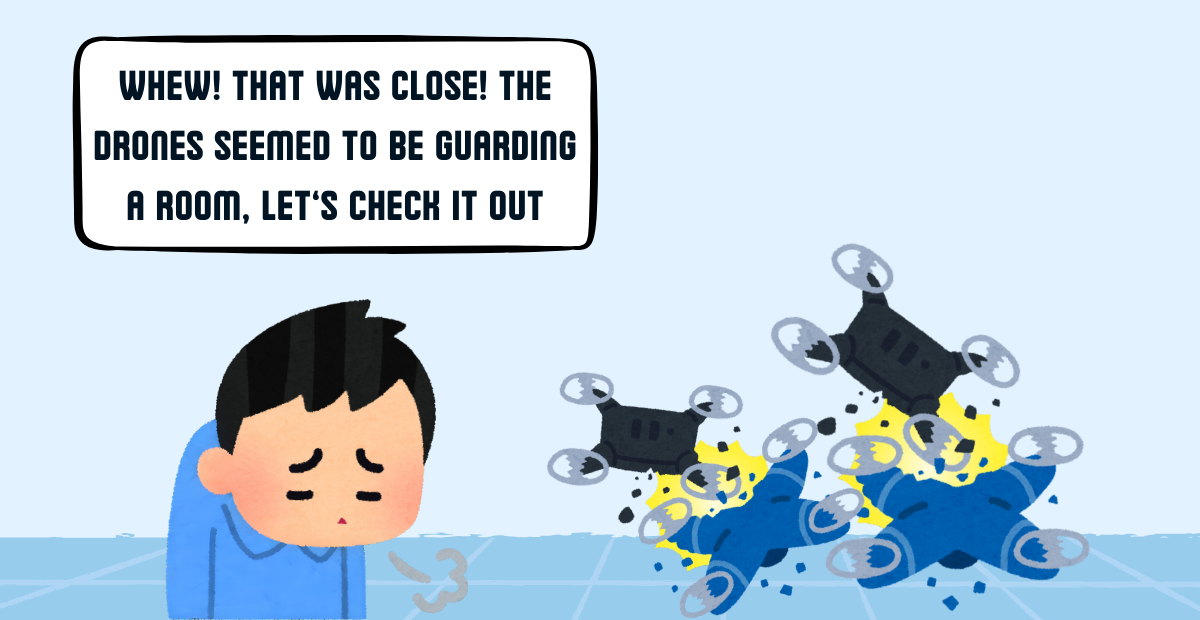 WHEW! THAT WAS CLOSE! THE
DRONES SEEMED TO BE GUARDING
A ROOM, LET‘S CHECK IT OUT